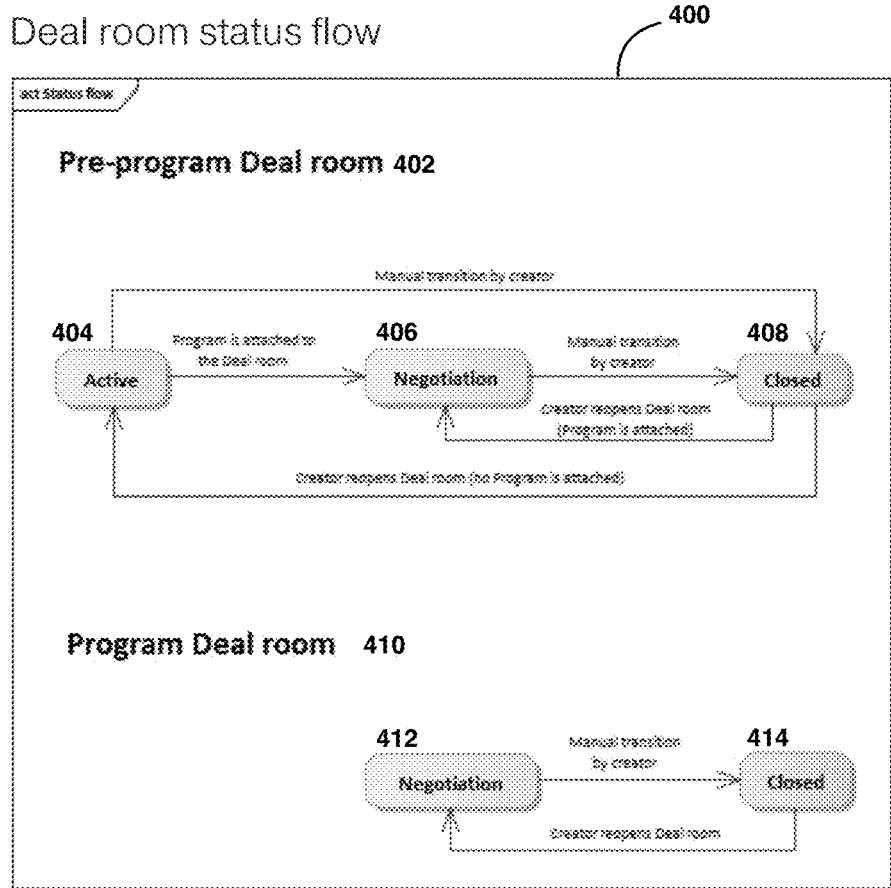 Deal room status flow
400
act Status flow
Pre-program Deal room 402
Manual transition by creator
404
Program is attached to
the Deal room
406
Manual transition
by creator
408
Active
Negotiation
Closed
Creator reopens Deal room
(Program is attached)
Creator reopens Deal room (no Program is attached)
Program Deal room 410
412
Manual transition
by creator
414
Negotiation
Closed
Creator reopens Deal room